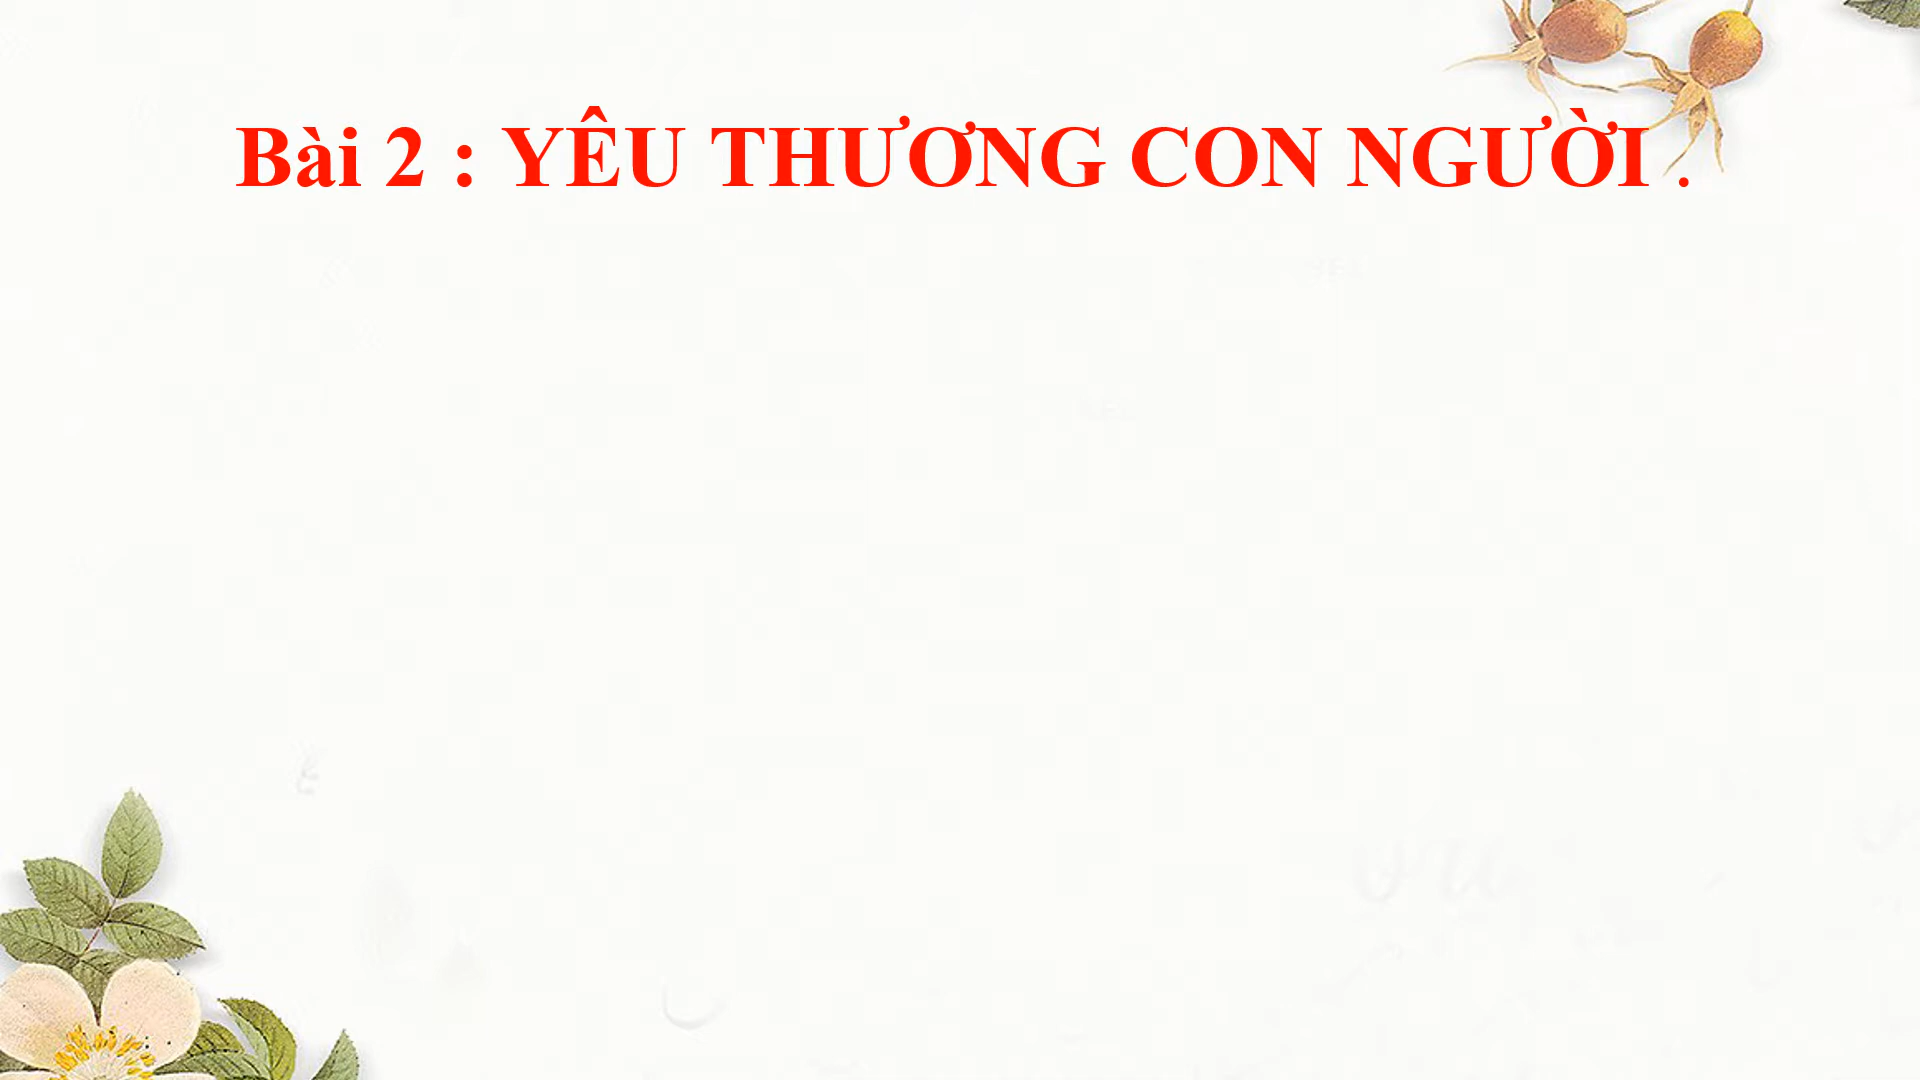 Bài 2 : YÊU THƯƠNG CON NGƯỜI .